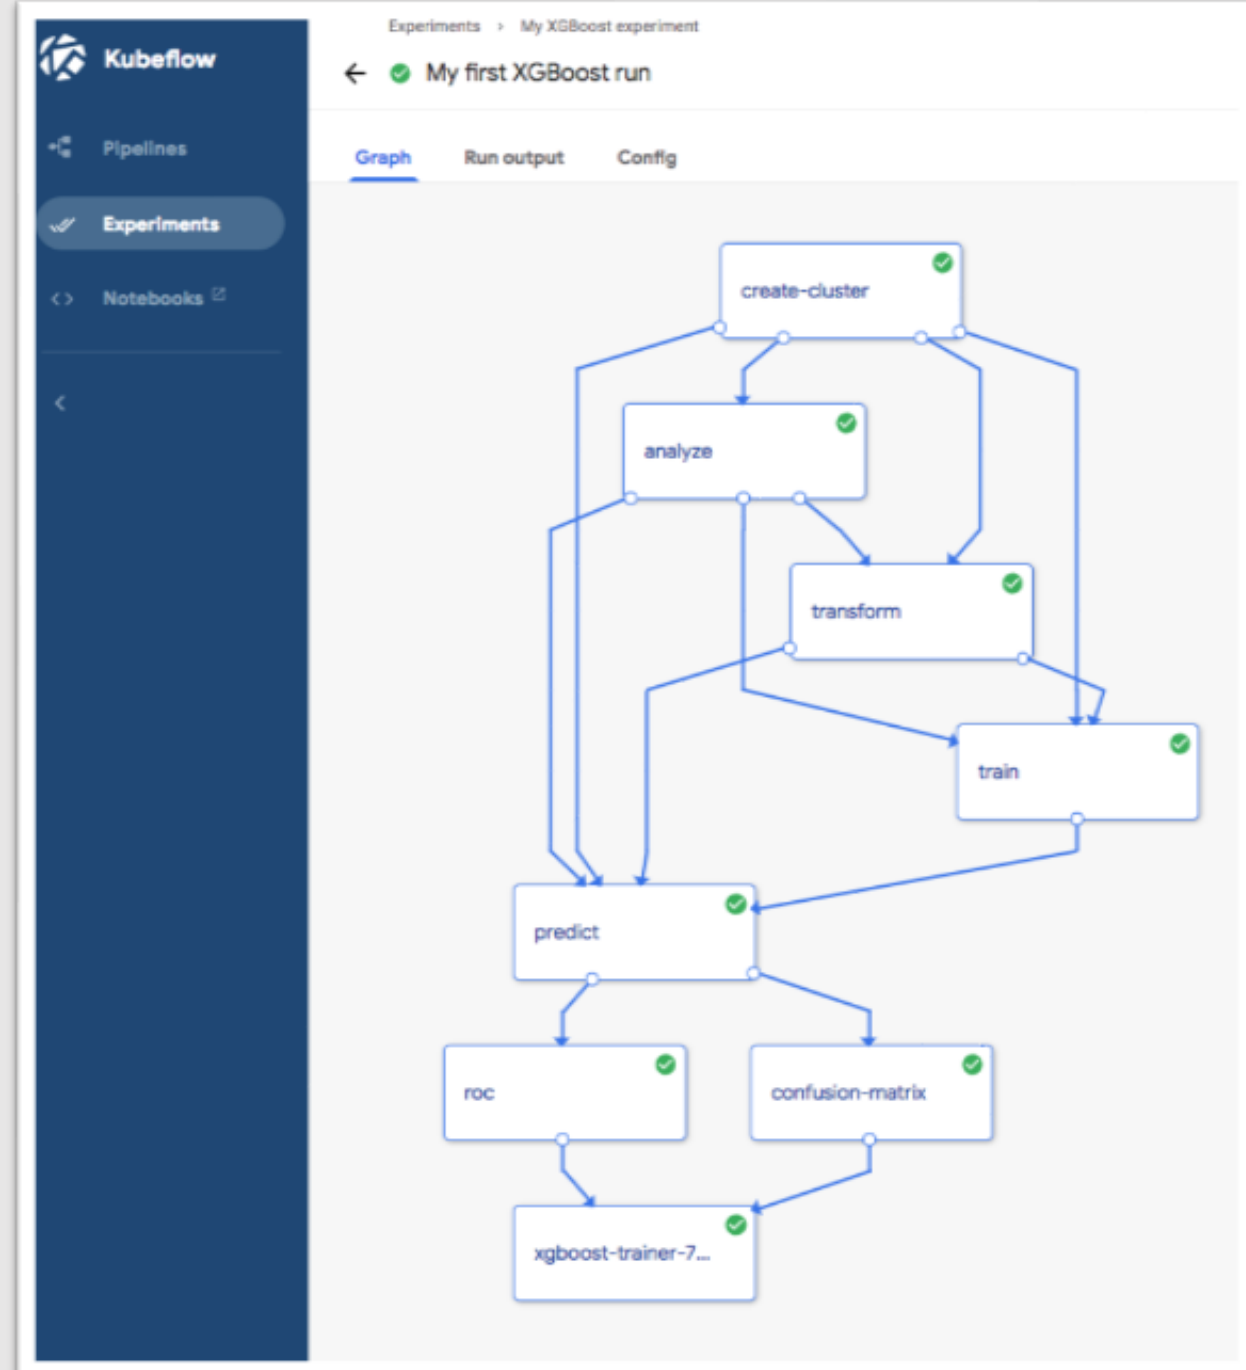 Experiments > My XGBoost experiment
Kubeflow
My first XGBoost run
Pipelines
Graph Run output Config
Experiments
Notebooks
create-cluster
analyze
transform
train
predict
roc confusion-matrix
xgboost-trainer-7...